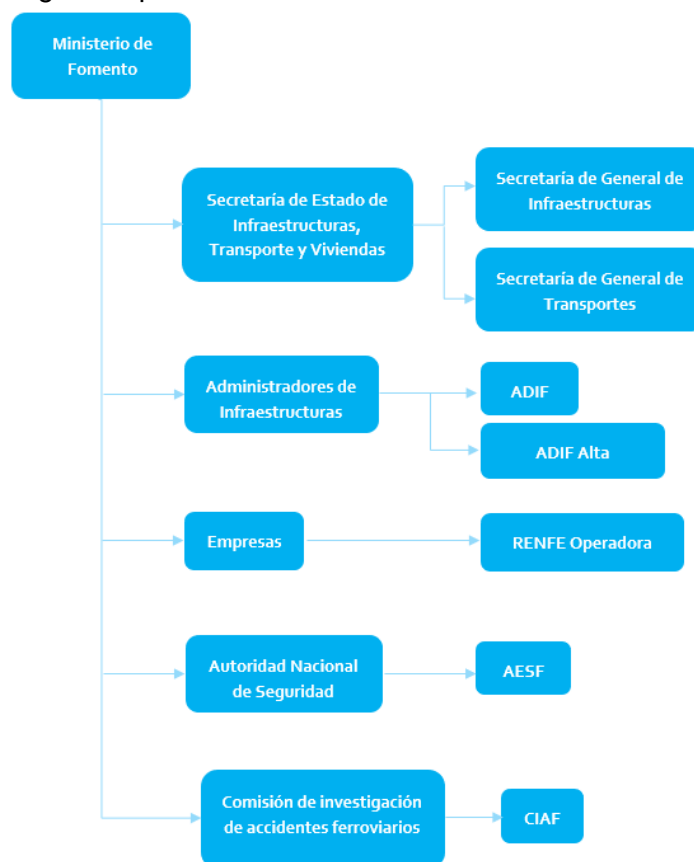 Ministerio de
Fomento
Secretaría de Estado de
Infraestructuras,
Transporte y Viviendas
Secretaría de General de
Infraestructuras
Secretaría de General de
Transportes
Administradores de
Infraestructuras
ADIF
ADIF Alta
Empresas
RENFE Operadora
Autoridad Nacional
de Seguridad
AESF
Comisión de investigación
de accidentes ferroviarios
CIAF